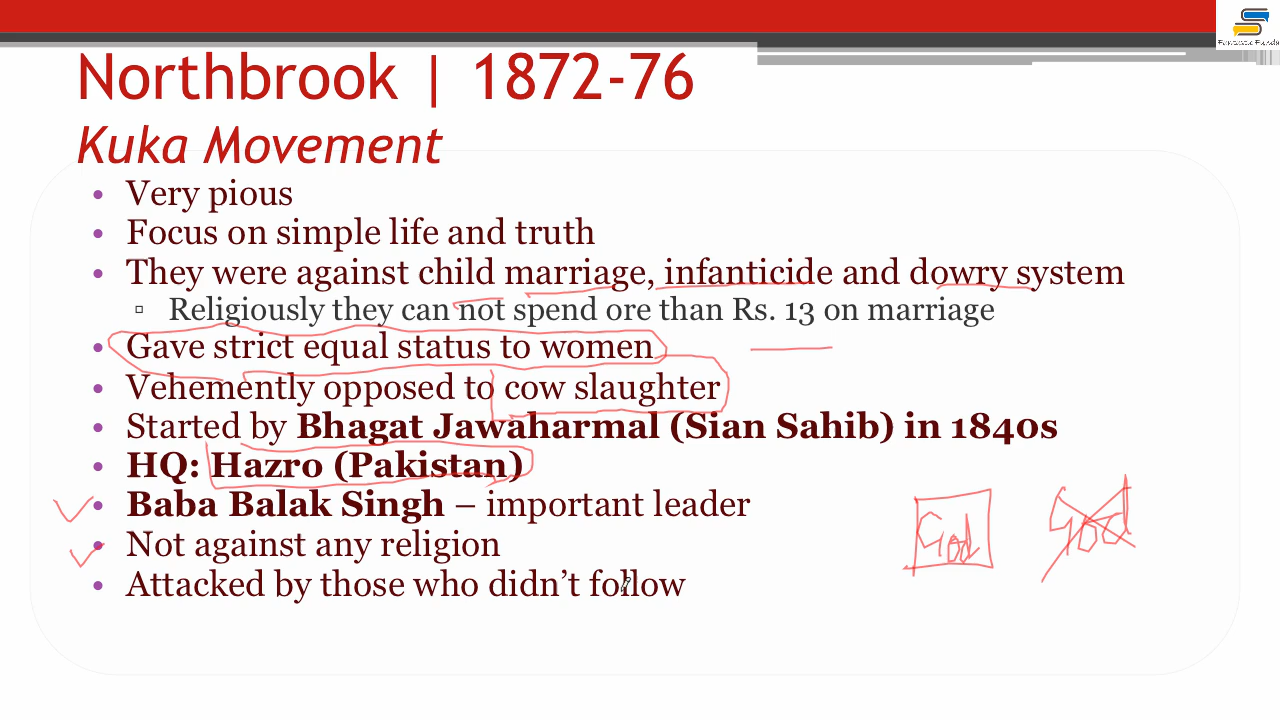 Fantastic Funda
Northbrook | 1872-76
Kuka Movement
• Very pious
• Focus on simple life and truth
• They were against child marriage, infanticide and dowry system
▫ Religiously they can not spend ore than Rs. 13 on marriage
• Gave strict equal status to women
• Vehemently opposed to cow slaughter
• Started by Bhagat Jawaharmal (Sian Sahib) in 1840s
• HQ: Hazro (Pakistan)
• Baba Balak Singh – important leader
• Not against any religion
• Attacked by those who didn’t follow
God God